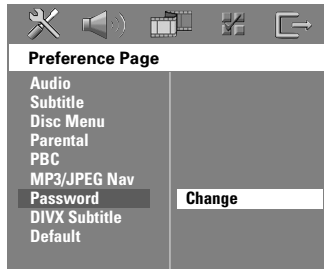 Preference Page
Audio
Subtitle
Disc Menu
Parental
PBC
MP3/JPEG Nav
Password
Change
DIVX Subtitle
Default